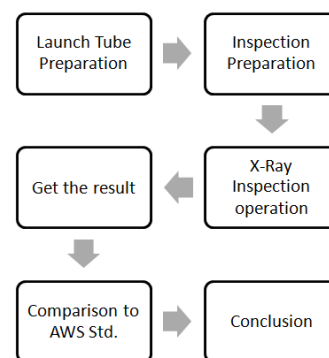 Launch Tube
Preparation
Inspection
Preparation
X-Ray
Inspection
operation
Get the result
Comparison to
AWS Std.
Conclusion